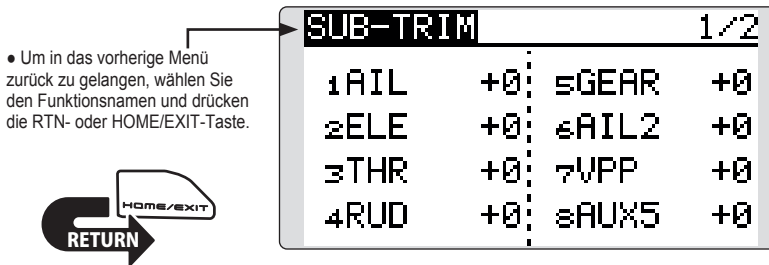 ● Um in das vorherige Menü
zurück zu gelangen, wählen Sie
den Funktionsnamen und drücken
die RTN- oder HOME/EXIT-Taste.
HOME/EXIT
RETURN
SUB-TRIM 1/2
1AIL +0 5GEAR +0
2ELE +0 6AIL2 +0
3THR +0 7VPP +0
4RUD +0 8AUX5 +0